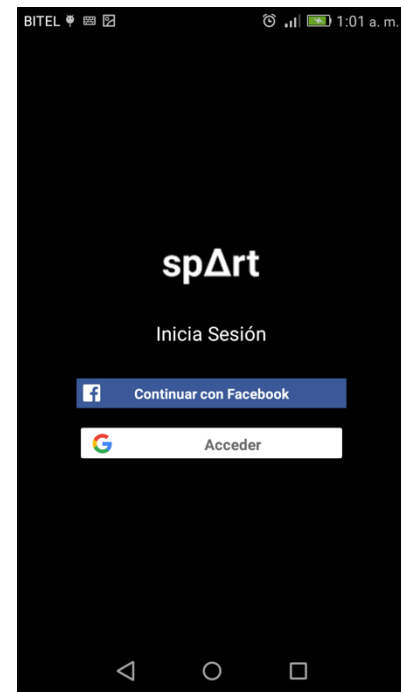 BITEL 1:01 a. m.
spΔrt
Inicia Sesión
Continuar con Facebook
Acceder